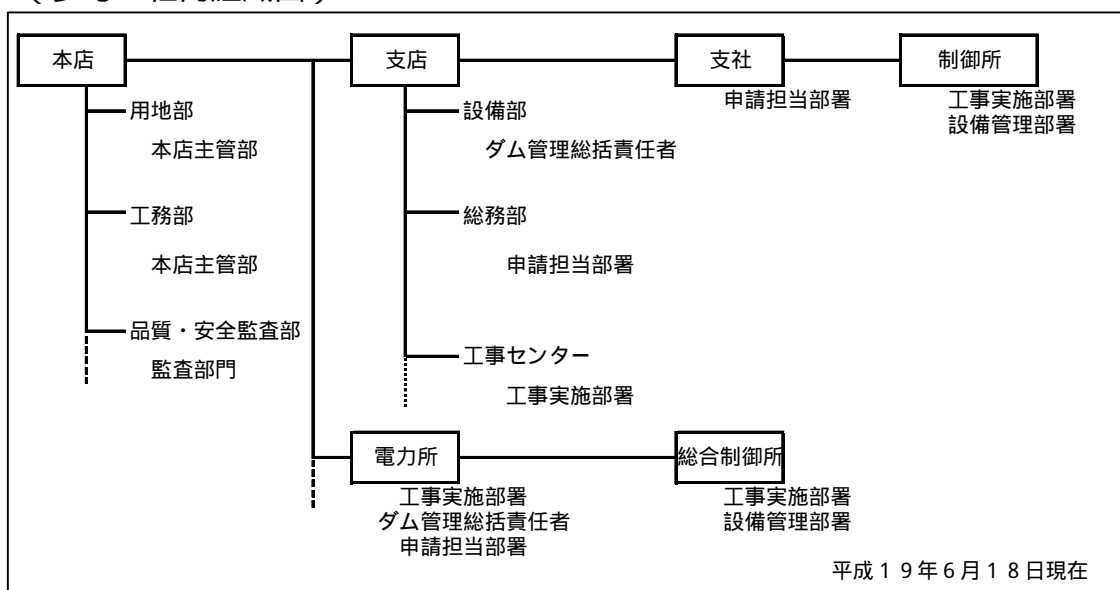 本店
支店
支社
制御所
用地部
本店主管部
工務部
本店主管部
品質・安全監査部
監査部門
設備部
ダム管理総括責任者
総務部
申請担当部署
工事センター
工事実施部署
申請担当部署
工事実施部署
設備管理部署
電力所
工事実施部署
ダム管理総括責任者
申請担当部署
総合制御所
工事実施部署
設備管理部署
平成19年6月18日現在